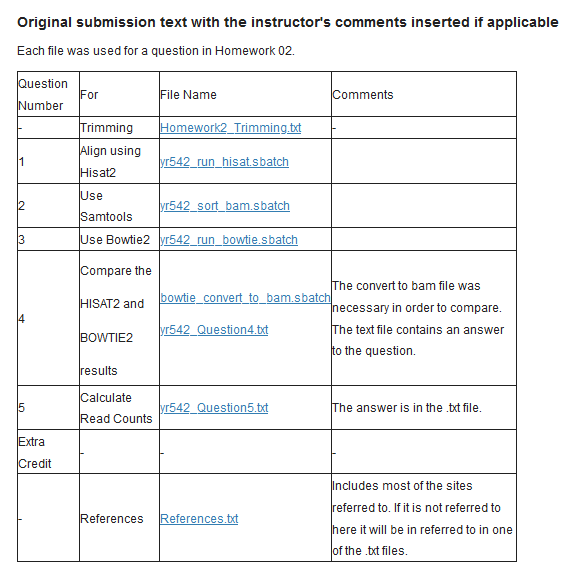 Original submission text with the instructor's comments inserted if applicable
Each file was used for a question in Homework 02.
Question Number | For | File Name | Comments
- | Trimming | Homework2_Trimming.txt | -
1 | Align using Hisat2 | yr542_run_hisat.sbatch |
2 | Use Samtools | yr542_sort_bam.sbatch |
3 | Use Bowtie2 | yr542_run_bowtie.sbatch |
4 | Compare the HISAT2 and BOWTIE2 results | bowtie_convert_to_bam.sbatch yr542_Question4.txt | The convert to bam file was necessary in order to compare. The text file contains an answer to the question.
5 | Calculate Read Counts | yr542_Question5.txt | The answer is in the .txt file.
Extra Credit | - | - | -
- | References | References.txt | Includes most of the sites referred to. If it is not referred to here it will be in referred to in one of the .txt files.